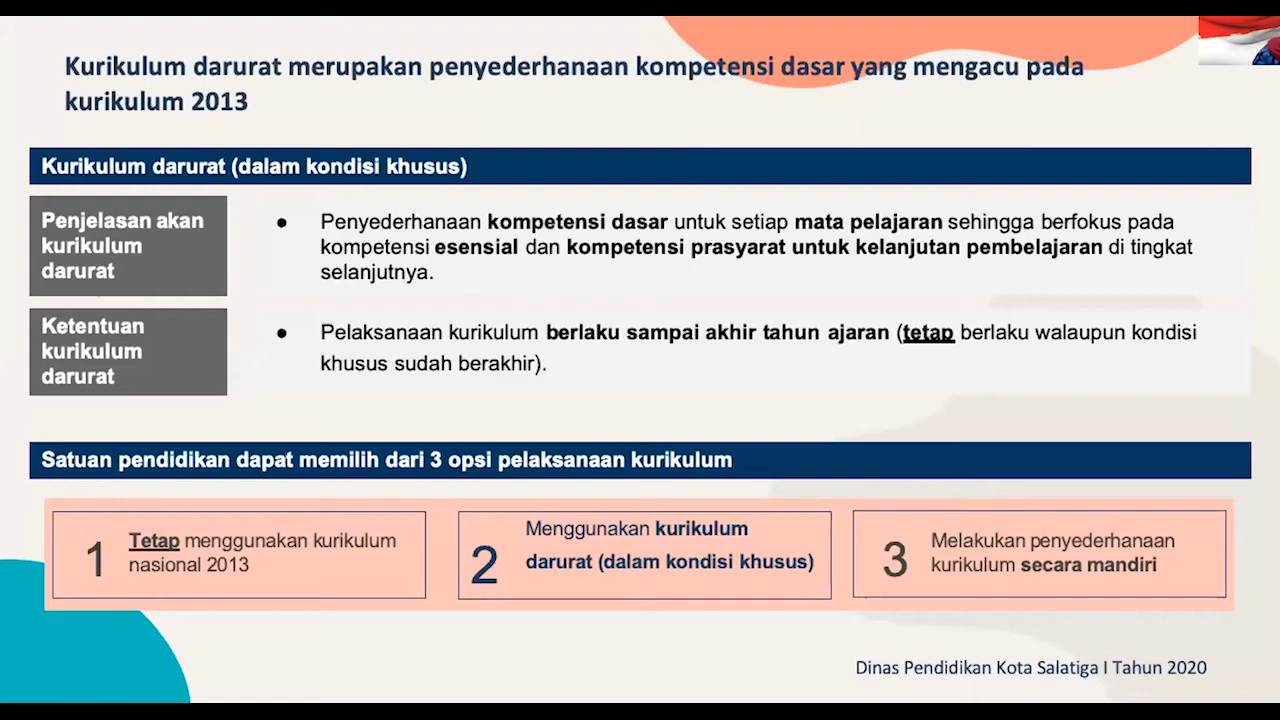 Kurikulum darurat merupakan penyederhanaan kompetensi dasar yang mengacu pada
kurikulum 2013
Kurikulum darurat (dalam kondisi khusus)
Penjelasan akan
kurikulum
darurat
● Penyederhanaan kompetensi dasar untuk setiap mata pelajaran sehingga berfokus pada
kompetensi esensial dan kompetensi prasyarat untuk kelanjutan pembelajaran di tingkat
selanjutnya.
Ketentuan
kurikulum
darurat
● Pelaksanaan kurikulum berlaku sampai akhir tahun ajaran (tetap berlaku walaupun kondisi
khusus sudah berakhir).
Satuan pendidikan dapat memilih dari 3 opsi pelaksanaan kurikulum
1
Tetap menggunakan kurikulum
nasional 2013
2
Menggunakan kurikulum
darurat (dalam kondisi khusus)
3
Melakukan penyederhanaan
kurikulum secara mandiri
Dinas Pendidikan Kota Salatiga I Tahun 2020